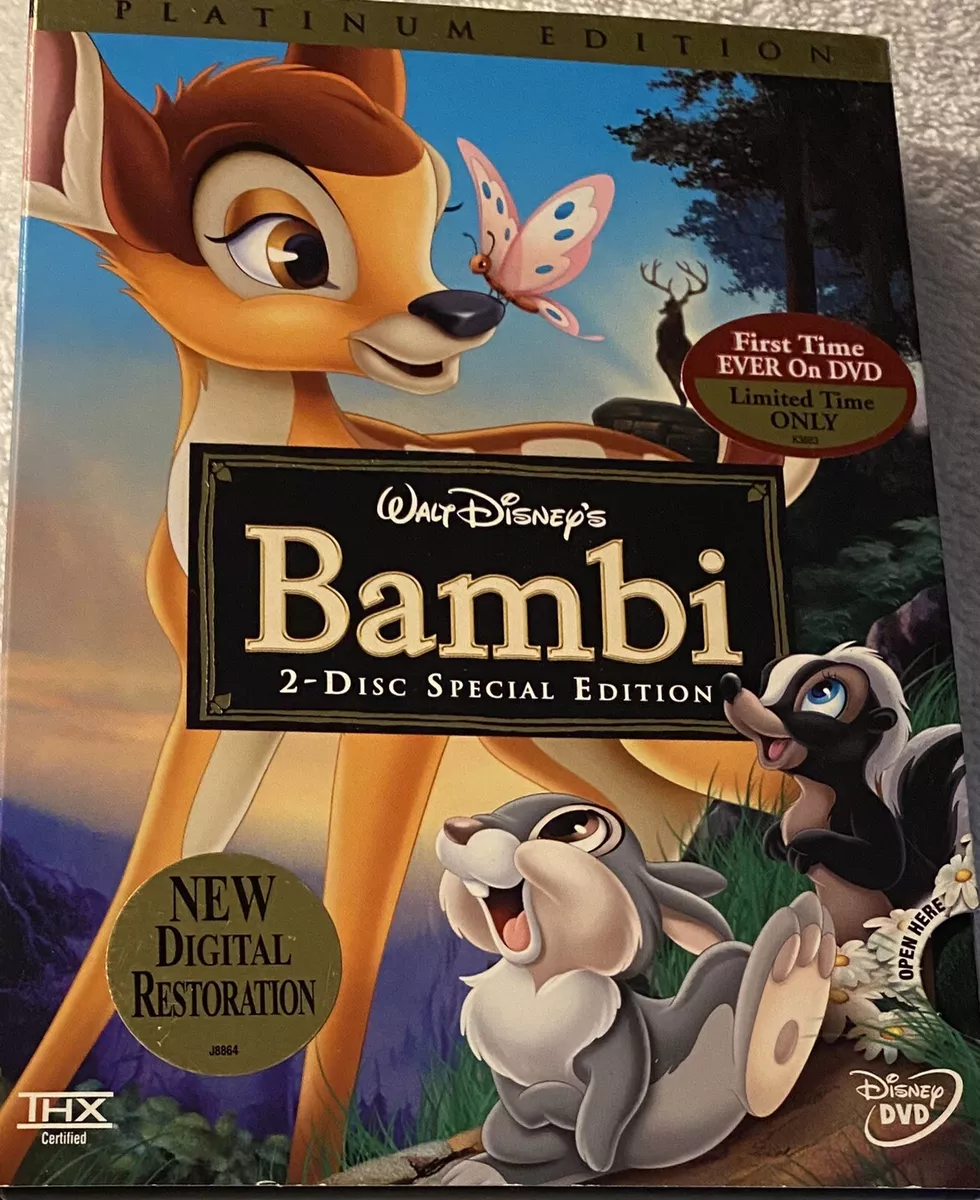 PLATINUM EDITION
First Time
EVER On DVD
Limited Time
ONLY
K3883
WALT DISNEY'S
Bambi
2-DISC SPECIAL EDITION
NEW
DIGITAL
RESTORATION
J8864
OPEN HERE
THX
Certified
DISNEY
DVD